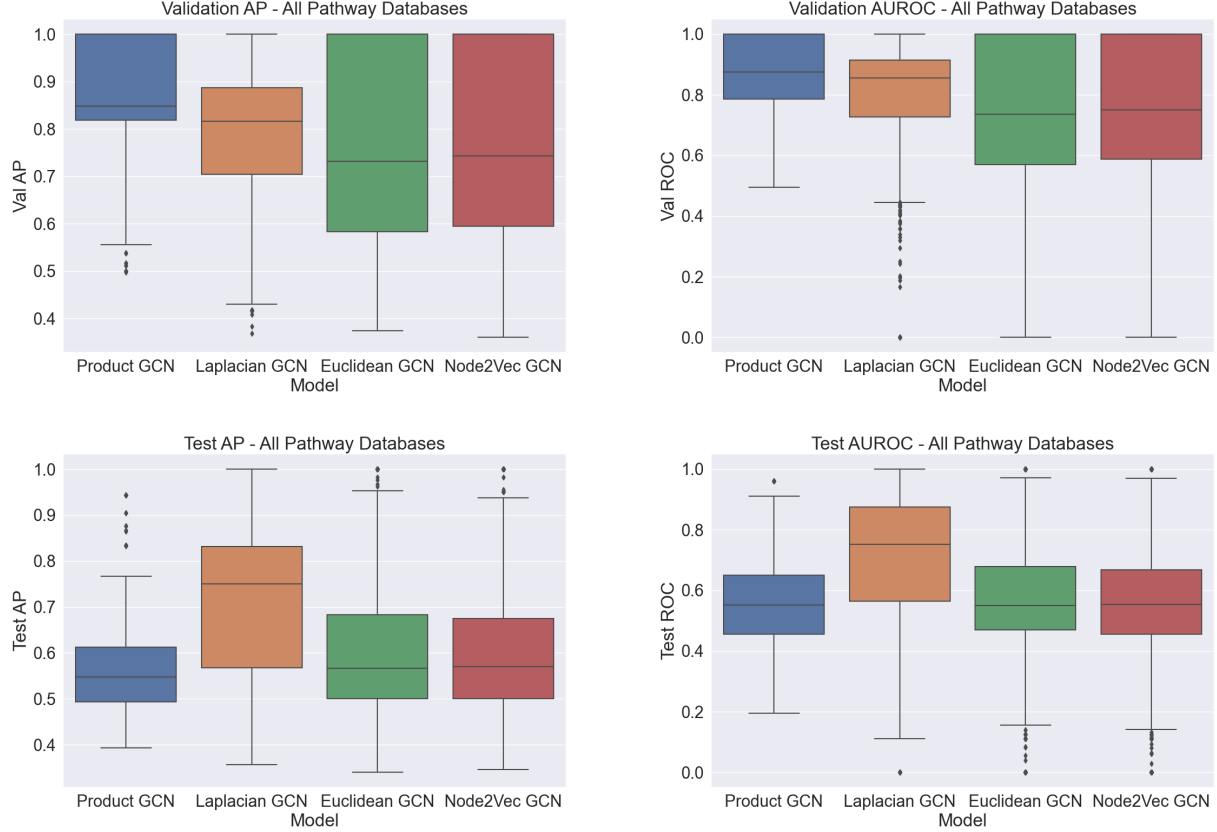 Validation AP - All Pathway Databases
1.0
0.9
0.8
0.7
0.6
0.5
0.4
Val AP
Product GCN Laplacian GCN Euclidean GCN Node2Vec GCN
Model
Validation AUROC - All Pathway Databases
1.0
0.8
0.6
0.4
0.2
0.0
Val ROC
Product GCN Laplacian GCN Euclidean GCN Node2Vec GCN
Model
Test AP - All Pathway Databases
1.0
0.9
0.8
0.7
0.6
0.5
0.4
Test AP
Product GCN Laplacian GCN Euclidean GCN Node2Vec GCN
Model
Test AUROC - All Pathway Databases
1.0
0.8
0.6
0.4
0.2
0.0
Test ROC
Product GCN Laplacian GCN Euclidean GCN Node2Vec GCN
Model